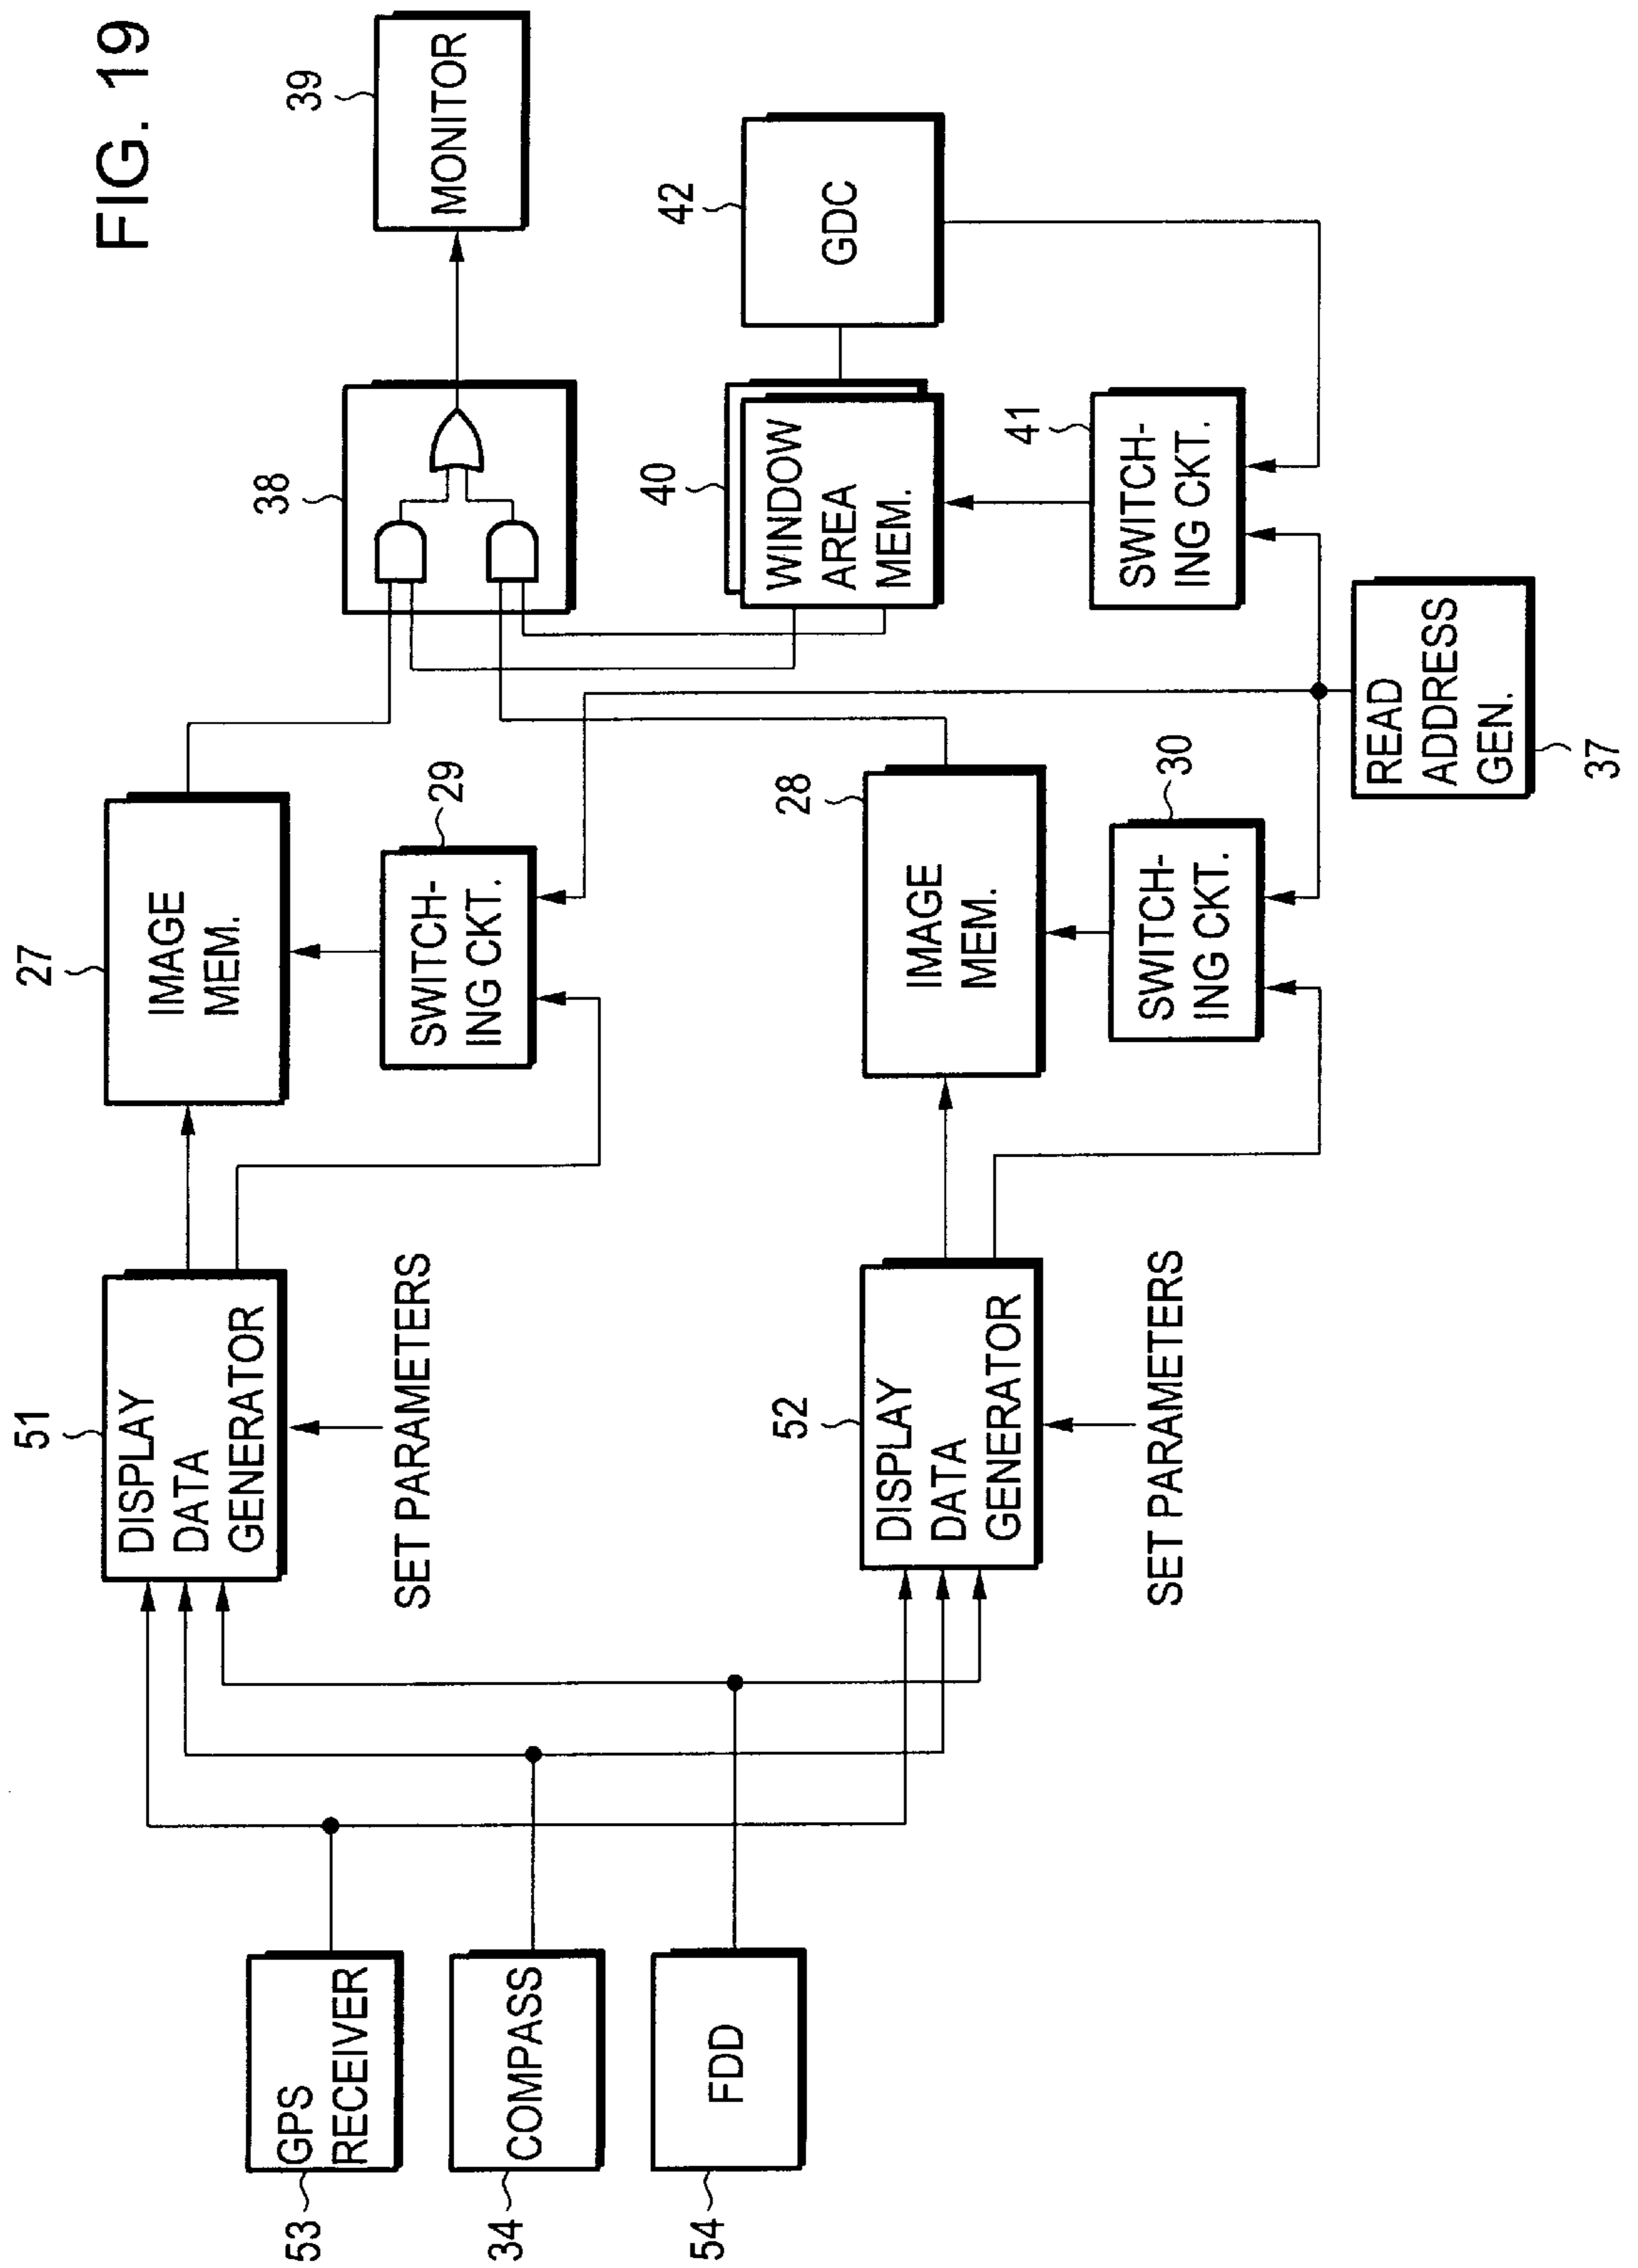 FIG. 19
53
GPS
RECEIVER
34
COMPASS
54
FDD
51
DISPLAY
DATA
GENERATOR
SET PARAMETERS
52
DISPLAY
DATA
GENERATOR
SET PARAMETERS
27
IMAGE
MEM.
29
SWITCH-
ING CKT.
28
IMAGE
MEM.
30
SWITCH-
ING CKT.
38
39
MONITOR
40
WINDOW
AREA
MEM.
42
GDC
41
SWITCH-
ING CKT.
READ
ADDRESS
GEN.
37